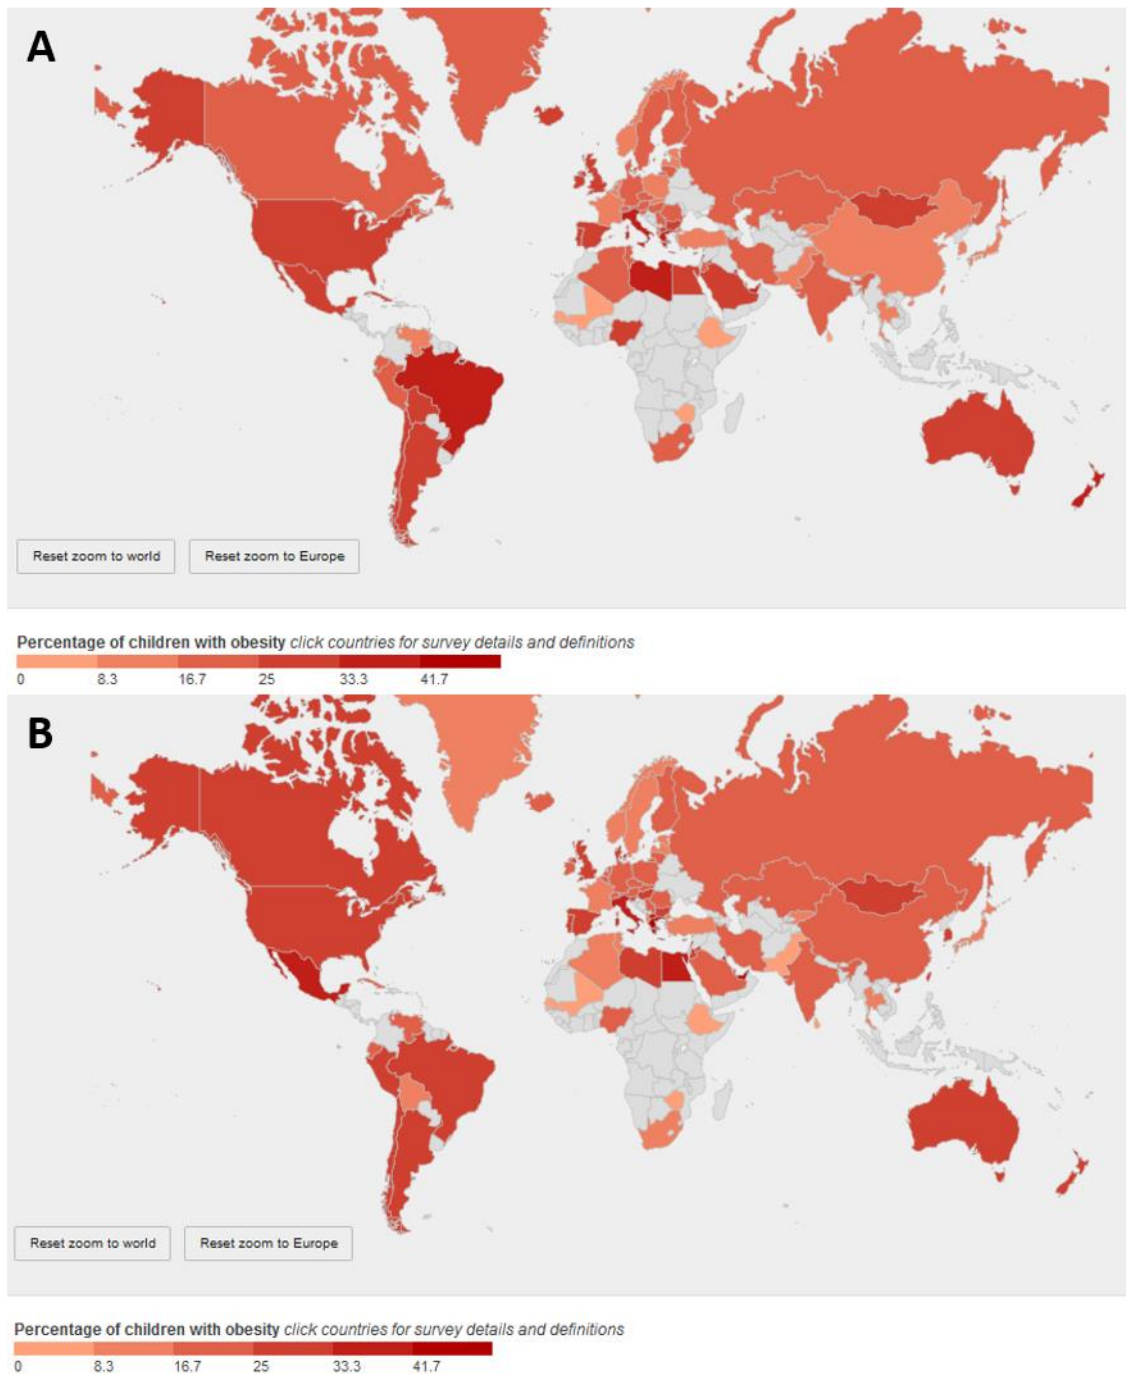 A
Reset zoom to world
Reset zoom to Europe
Percentage of children with obesity click countries for survey details and definitions
0 8.3 16.7 25 33.3 41.7
B
Reset zoom to world
Reset zoom to Europe
Percentage of children with obesity click countries for survey details and definitions
0 8.3 16.7 25 33.3 41.7